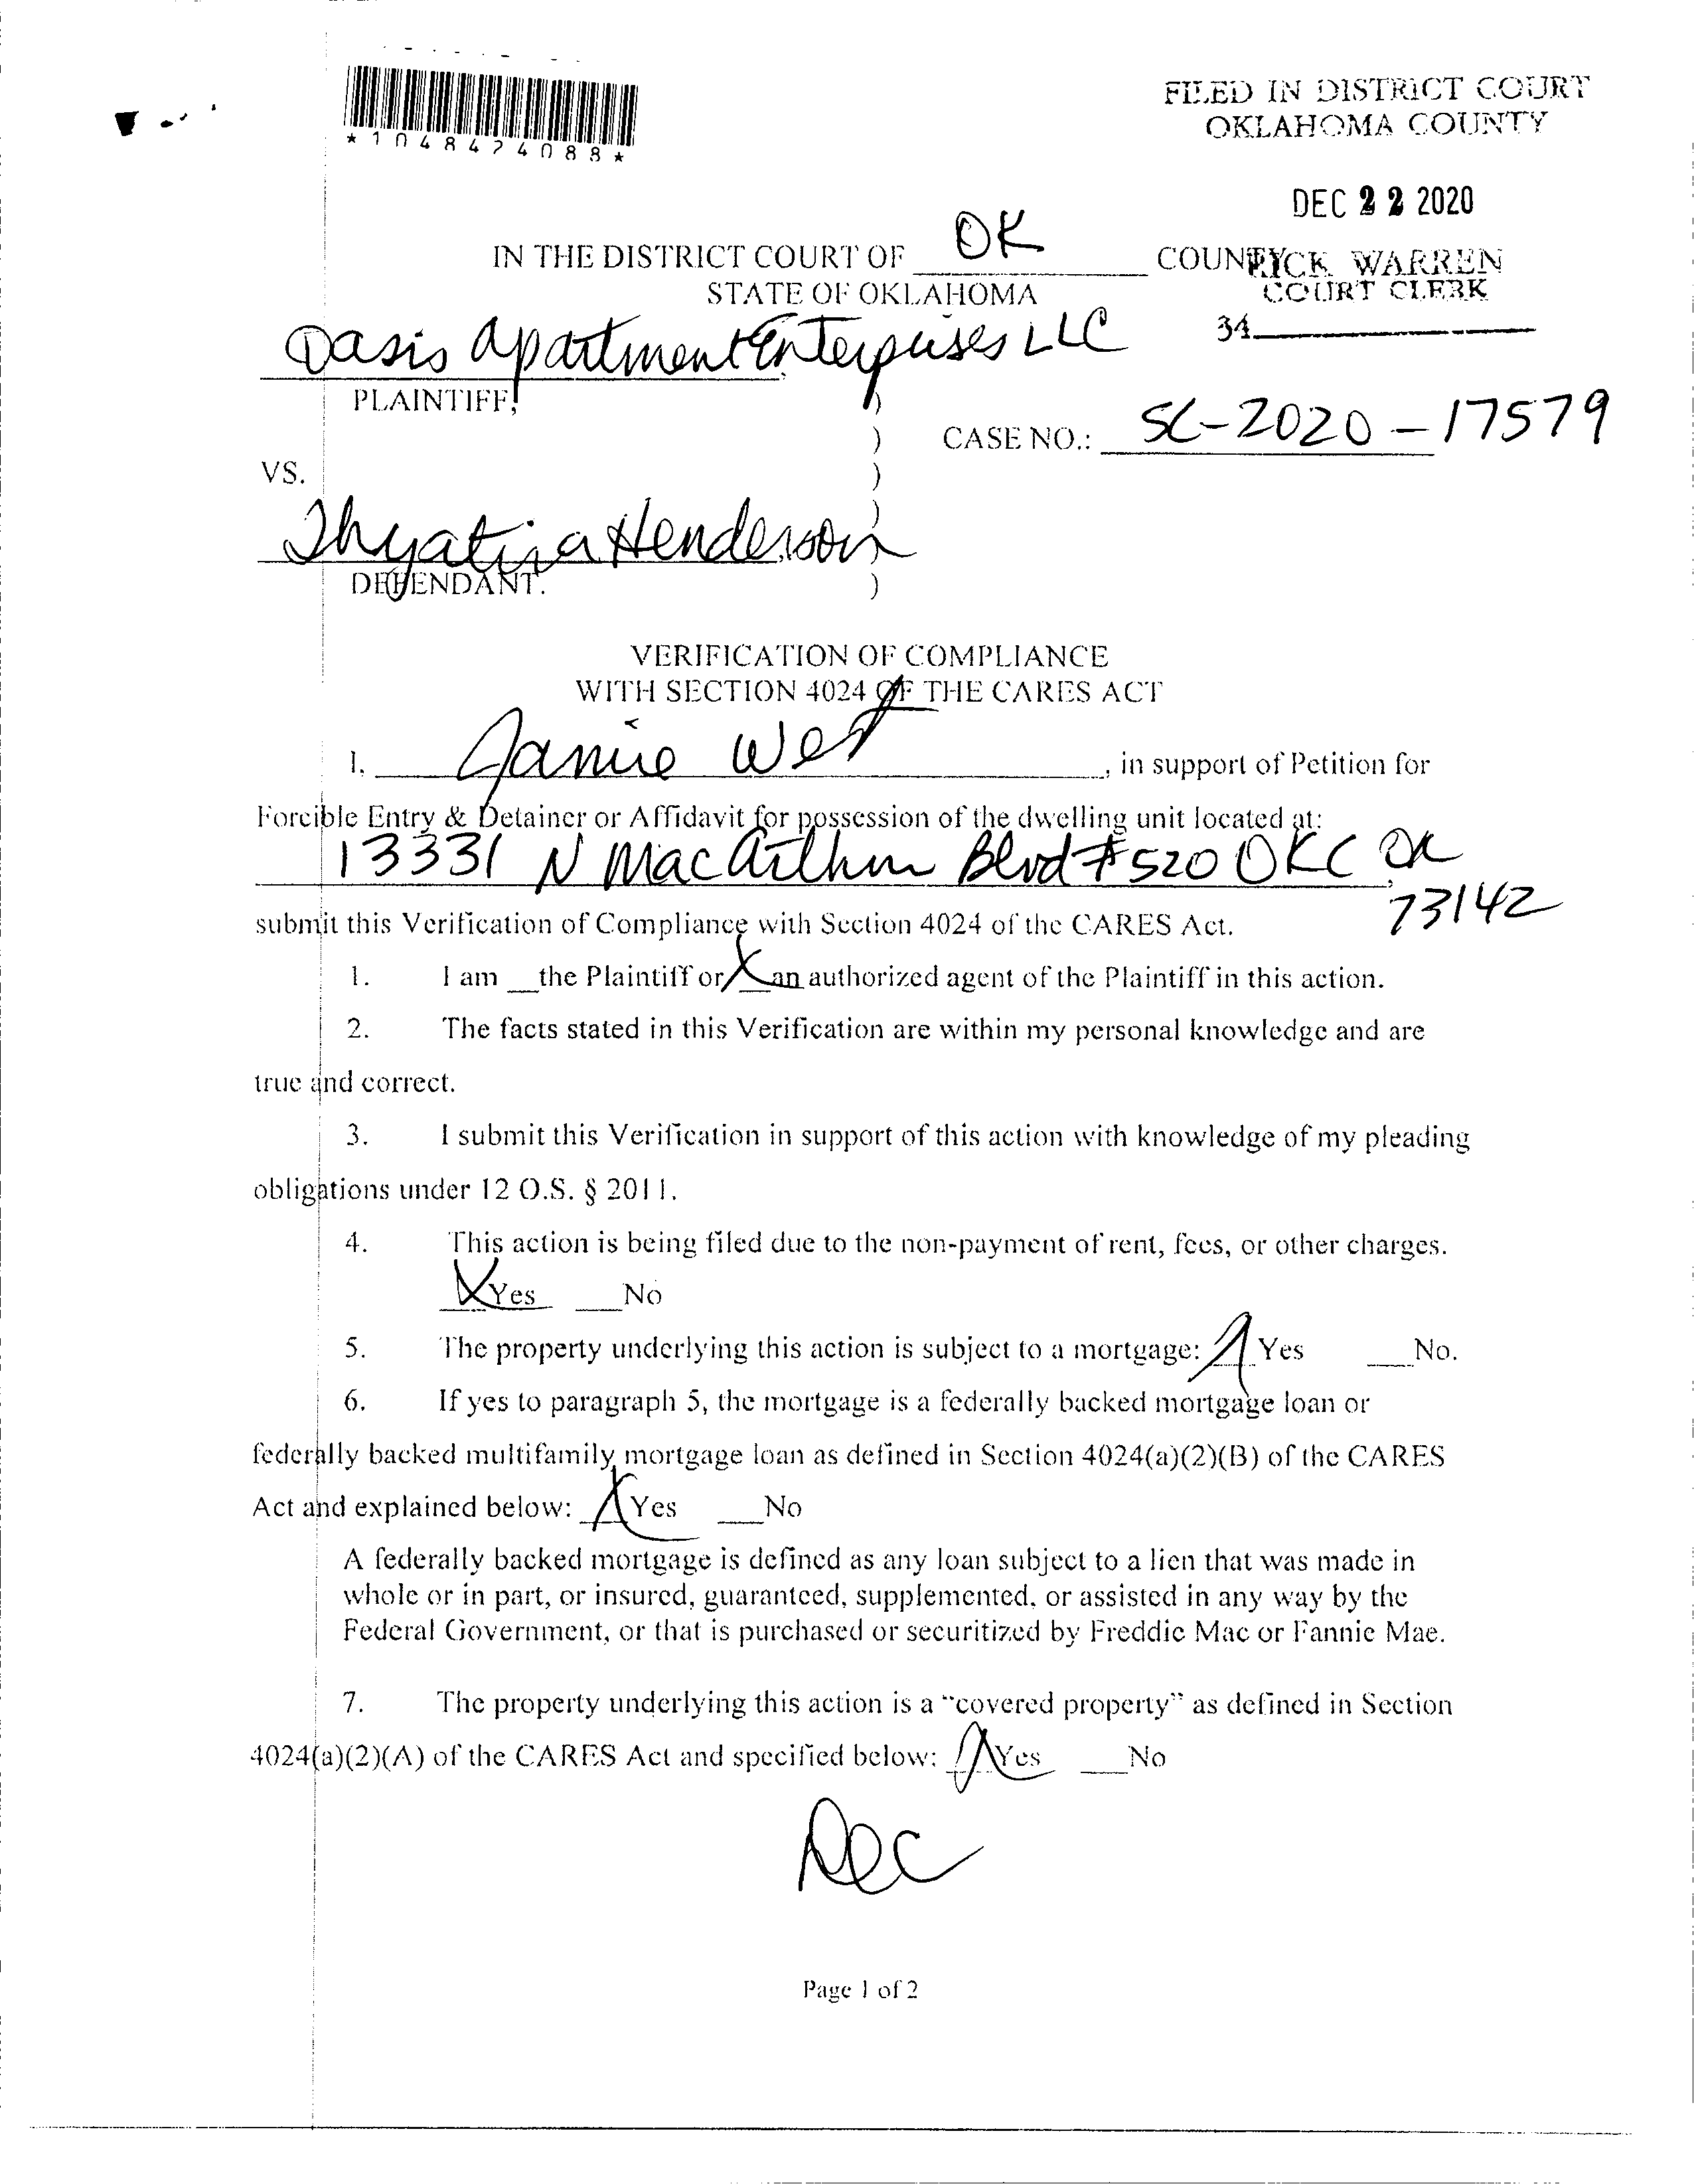 FILED IN DISTRICT COURT
OKLAHOMA COUNTY
*1048424088*
DEC 22 2020
IN THE DISTRICT COURT OF OK COUNTY
RICK WARREN
STATE OF OKLAHOMA
COURT CLERK
34
Oasis Apartment Enterpuises LLC
PLAINTIFF,
)
)
CASE NO.: SC-2020-17579
VS.
)
)
Thyatira Henderson
DEFENDANT.
)
VERIFICATION OF COMPLIANCE
WITH SECTION 4024 OF THE CARES ACT
I, Jamie West, in support of Petition for
Forcible Entry & Detainer or Affidavit for possession of the dwelling unit located at:
13331 N MacArthur Blvd #520 OKC OK
73142
submit this Verification of Compliance with Section 4024 of the CARES Act.
1. I am __the Plaintiff or X an authorized agent of the Plaintiff in this action.
2. The facts stated in this Verification are within my personal knowledge and are
true and correct.
3. I submit this Verification in support of this action with knowledge of my pleading
obligations under 12 O.S. § 2011.
4. This action is being filed due to the non-payment of rent, fees, or other charges.
X Yes __No
5. The property underlying this action is subject to a mortgage: X Yes __No.
6. If yes to paragraph 5, the mortgage is a federally backed mortgage loan or
federally backed multifamily mortgage loan as defined in Section 4024(a)(2)(B) of the CARES
Act and explained below: X Yes __No
A federally backed mortgage is defined as any loan subject to a lien that was made in
whole or in part, or insured, guaranteed, supplemented, or assisted in any way by the
Federal Government, or that is purchased or securitized by Freddie Mac or Fannie Mae.
7. The property underlying this action is a “covered property” as defined in Section
4024(a)(2)(A) of the CARES Act and specified below: X Yes __No
Dec
Page 1 of 2